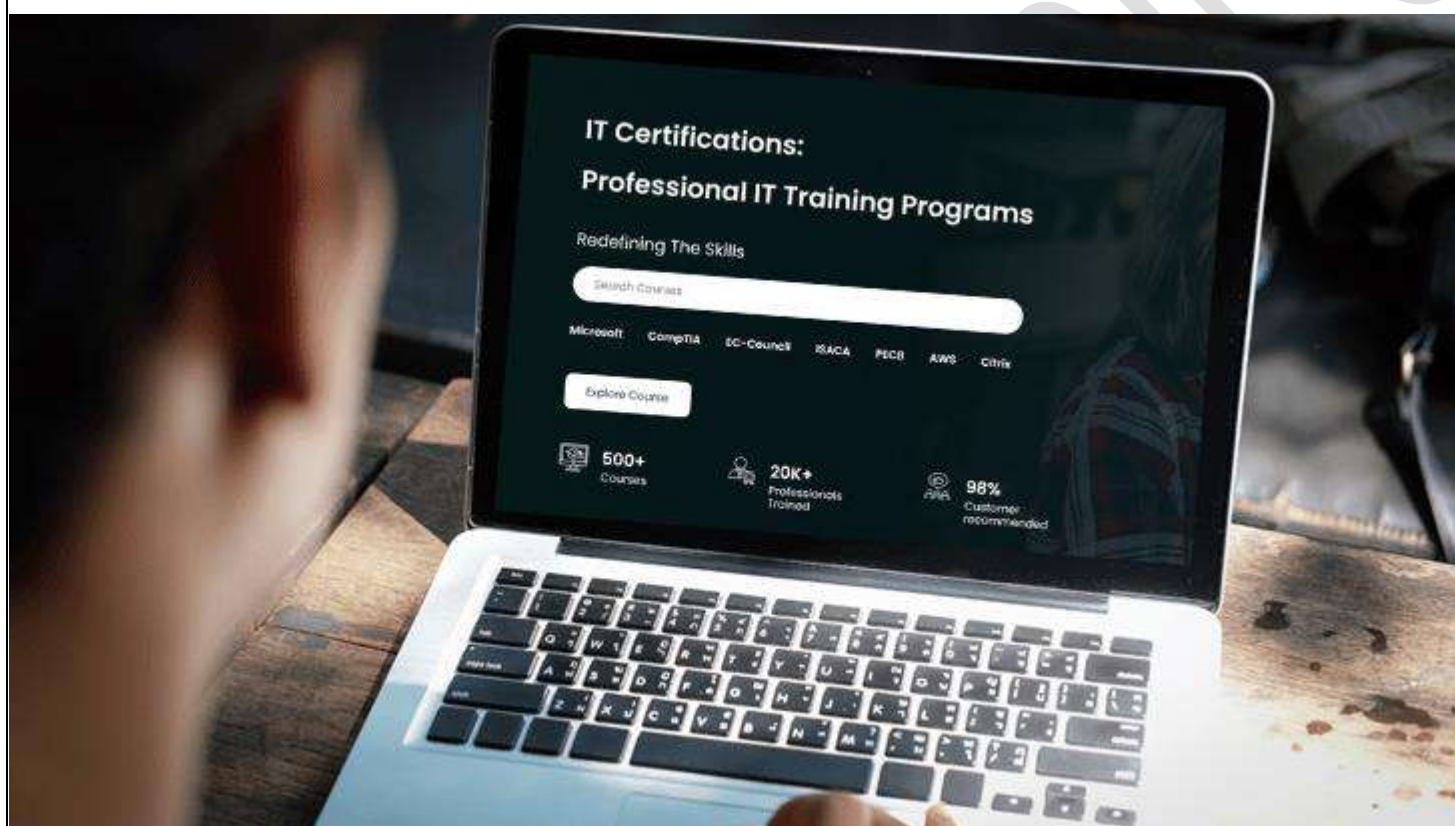 IT Certifications:
Professional IT Training Programs
Redefining The Skills
Search Courses
Microsoft CompTIA EC-Council ISACA PECB AWS Citrix
Explore Course
500+
Courses
20K+
Professionals
Trained
98%
Customer
recommended